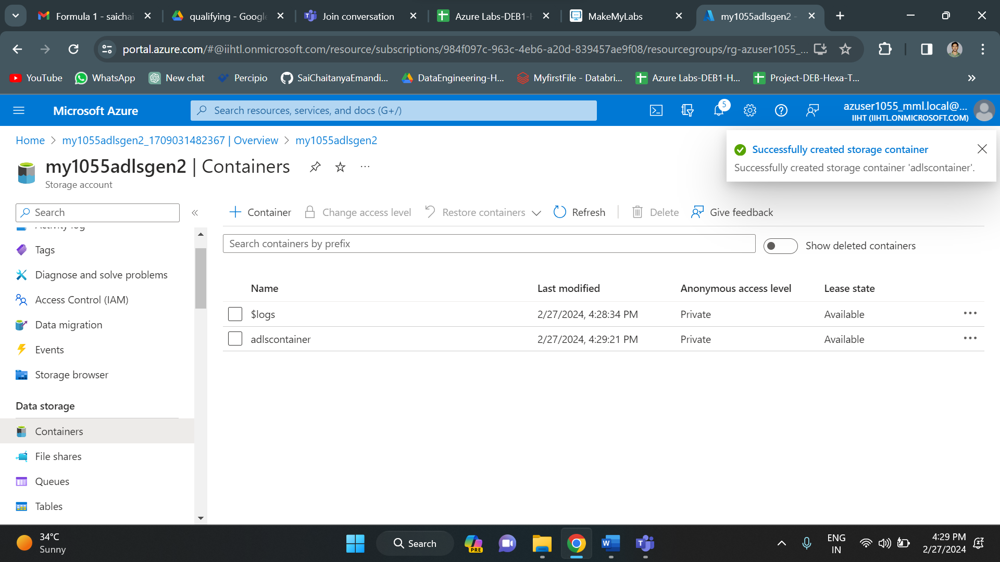 Formula 1 - saichai
qualifying - Google
Join conversation
Azure Labs-DEB1-H
MakeMyLabs
my1055adlsgen2 -
portal.azure.com/#@iihtl.onmicrosoft.com/resource/subscriptions/984f097c-963c-4eb6-a20d-839457ae9f08/resourcegroups/rg-azuser1055_...
YouTube
WhatsApp
New chat
Percipio
SaiChaitanyaEmandi...
DataEngineering-H...
MyfirstFile - Databri...
Azure Labs-DEB1-H...
Project-DEB-Hexa-T...
Microsoft Azure
Search resources, services, and docs (G+/)
5
azuser1055_mml.local@...
IIHT (IIHTL.ONMICROSOFT.COM)
Home > my1055adlsgen2_1709031482367 | Overview > my1055adlsgen2
Successfully created storage container
Successfully created storage container 'adlscontainer'.
my1055adlsgen2 | Containers
Storage account
Search
Container
Change access level
Restore containers
Refresh
Delete
Give feedback
Search containers by prefix
Show deleted containers
Activity log
Tags
Diagnose and solve problems
Access Control (IAM)
Data migration
Events
Storage browser
Data storage
Containers
File shares
Queues
Tables
Name Last modified Anonymous access level Lease state
$logs 2/27/2024, 4:28:34 PM Private Available
adlscontainer 2/27/2024, 4:29:21 PM Private Available
34°C
Sunny
Search
PRE
ENG
IN
4:29 PM
2/27/2024